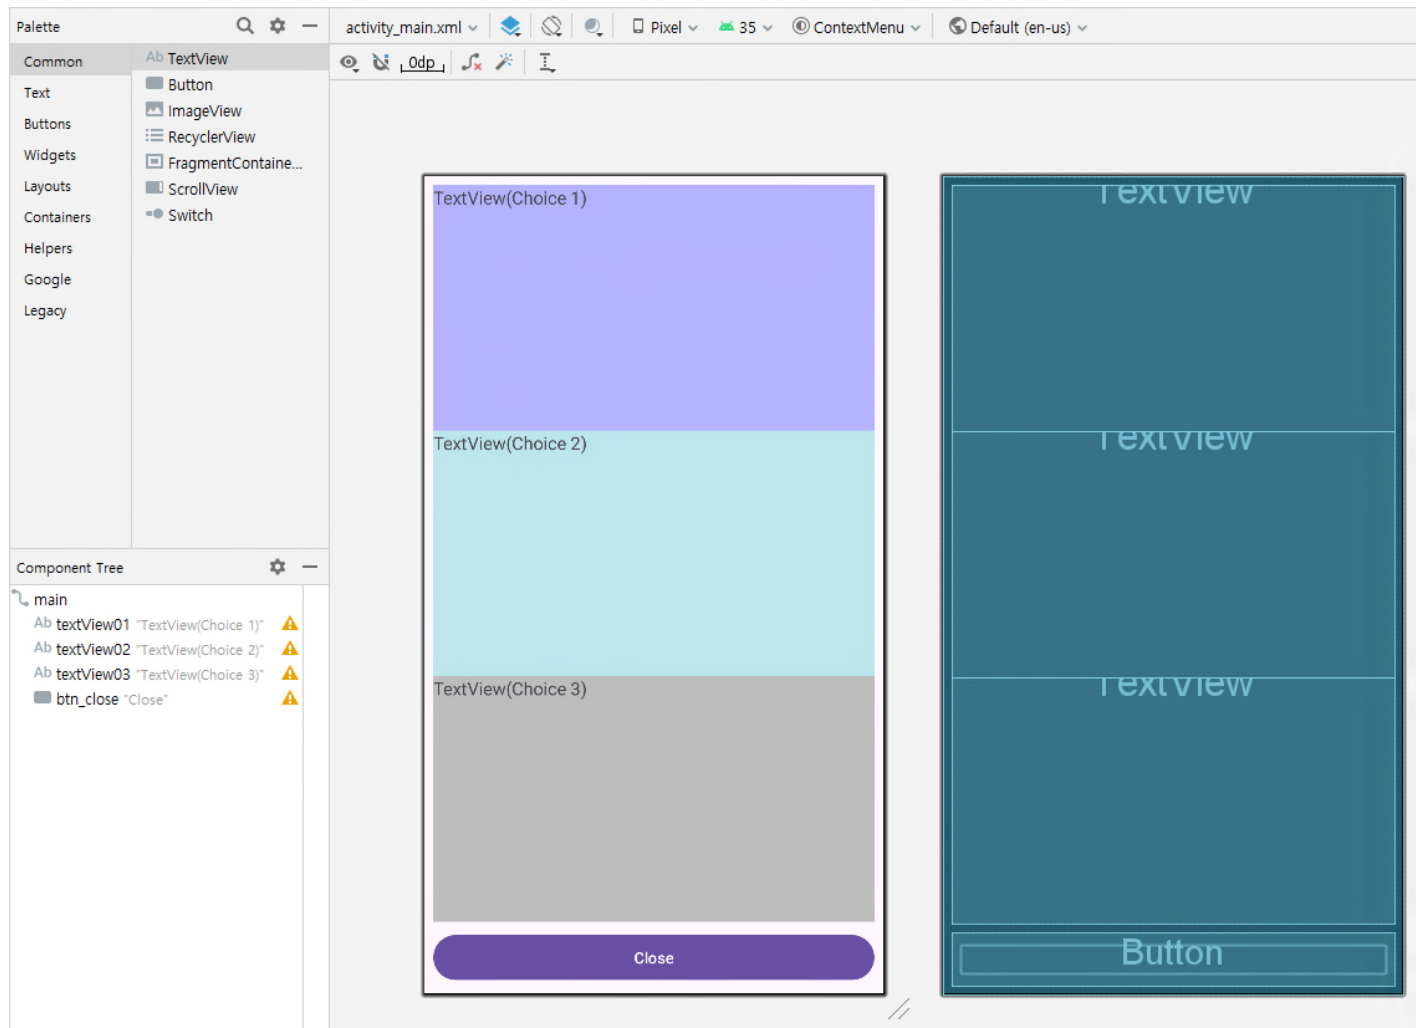 Palette
activity_main.xml
Pixel
35
ContextMenu
Default (en-us)
Common
Text
Buttons
Widgets
Layouts
Containers
Helpers
Google
Legacy
Ab TextView
Button
ImageView
RecyclerView
FragmentContaine...
ScrollView
Switch
0dp
Component Tree
main
Ab textView01 "TextView(Choice 1)"
Ab textView02 "TextView(Choice 2)"
Ab textView03 "TextView(Choice 3)"
btn_close "Close"
TextView(Choice 1)
TextView(Choice 2)
TextView(Choice 3)
Close
TextView
TextView
TextView
Button